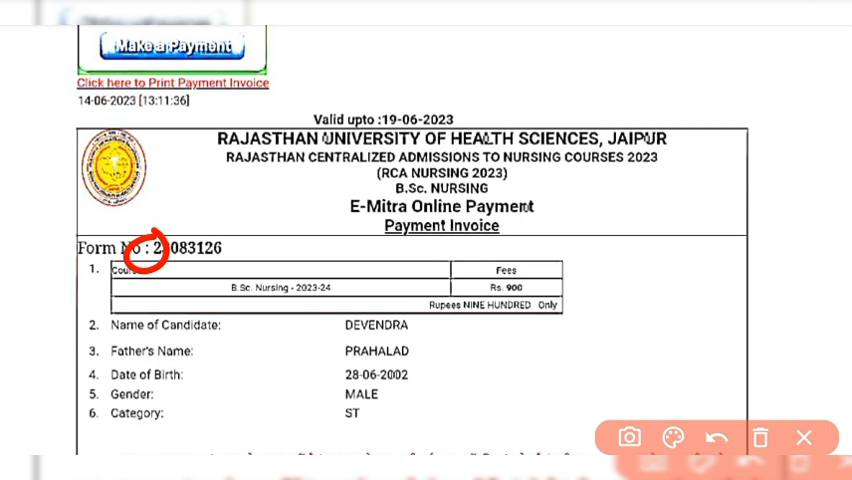 Make a Payment
Click here to Print Payment Invoice
14-06-2023 [13:11:36]
Valid upto :19-06-2023
RAJASTHAN UNIVERSITY OF HEALTH SCIENCES, JAIPUR
RAJASTHAN CENTRALIZED ADMISSIONS TO NURSING COURSES 2023
(RCA NURSING 2023)
B.Sc. NURSING
E-Mitra Online Payment
Payment Invoice
Form No :
1. Course Fees
B.Sc. Nursing - 2023-24 Rs. 900
Rupees NINE HUNDRED Only
2. Name of Candidate: DEVENDRA
3. Father's Name: PRAHALAD
4. Date of Birth: 28-06-2002
5. Gender: MALE
6. Category: ST